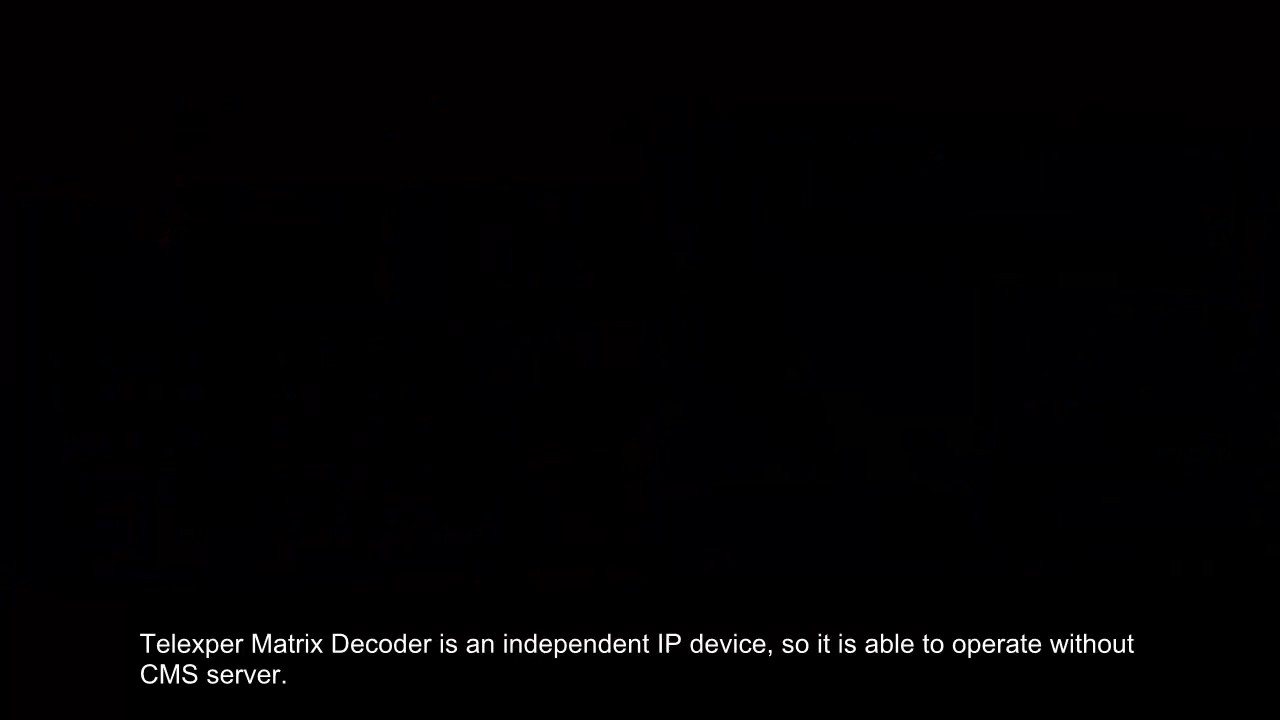 Telexper Matrix Decoder is an independent IP device, so it is able to operate without
CMS server.